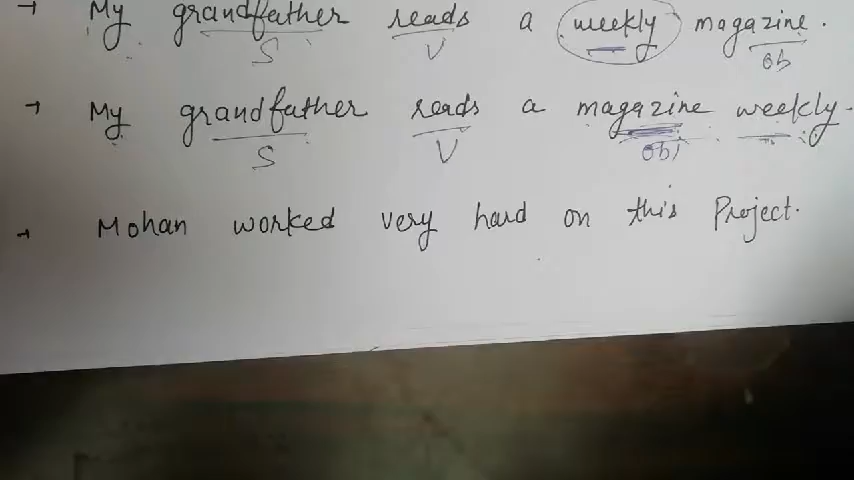 → My grandfather reads a weekly magazine.
S V ob
→ My grandfather reads a magazine weekly.
S V obj
→ Mohan worked very hard on this Project.